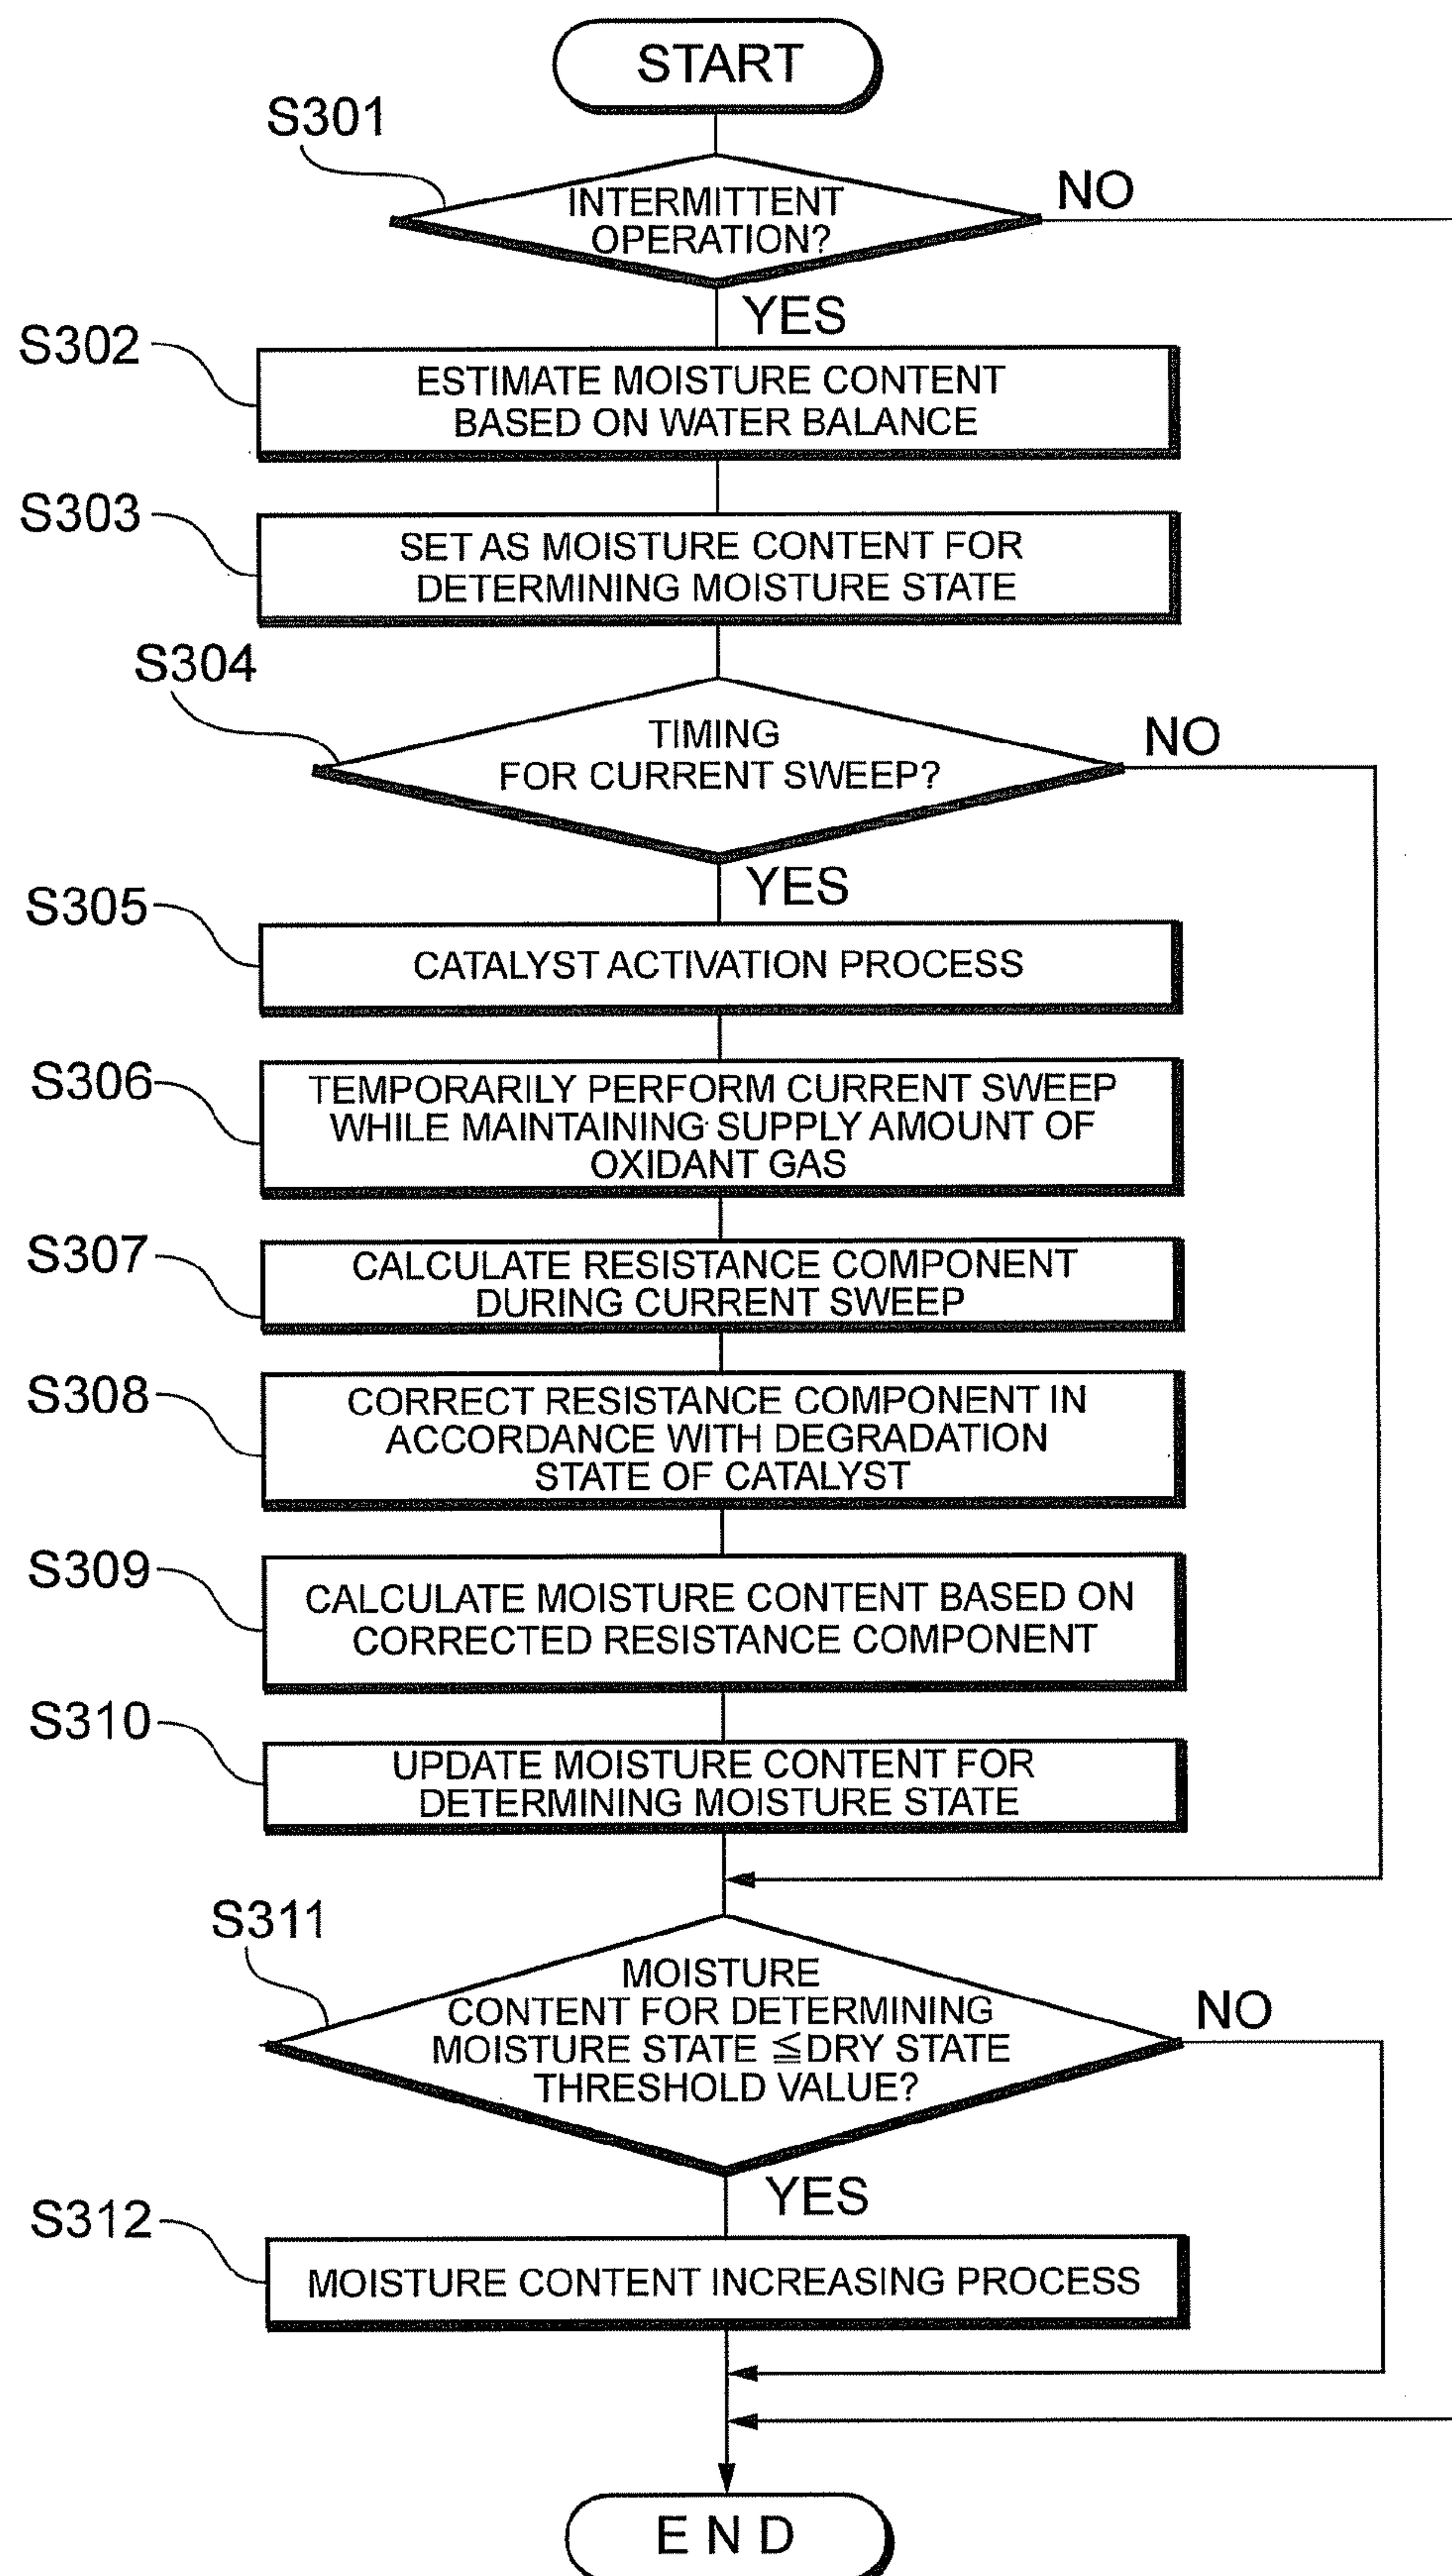 START
S301
INTERMITTENT
OPERATION?
NO
YES
S302
ESTIMATE MOISTURE CONTENT
BASED ON WATER BALANCE
S303
SET AS MOISTURE CONTENT FOR
DETERMINING MOISTURE STATE
S304
TIMING
FOR CURRENT SWEEP?
NO
YES
S305
CATALYST ACTIVATION PROCESS
S306
TEMPORARILY PERFORM CURRENT SWEEP
WHILE MAINTAINING SUPPLY AMOUNT OF
OXIDANT GAS
S307
CALCULATE RESISTANCE COMPONENT
DURING CURRENT SWEEP
S308
CORRECT RESISTANCE COMPONENT IN
ACCORDANCE WITH DEGRADATION
STATE OF CATALYST
S309
CALCULATE MOISTURE CONTENT BASED ON
CORRECTED RESISTANCE COMPONENT
S310
UPDATE MOISTURE CONTENT FOR
DETERMINING MOISTURE STATE
S311
MOISTURE
CONTENT FOR DETERMINING
MOISTURE STATE ≦DRY STATE
THRESHOLD VALUE?
NO
YES
S312
MOISTURE CONTENT INCREASING PROCESS
E N D